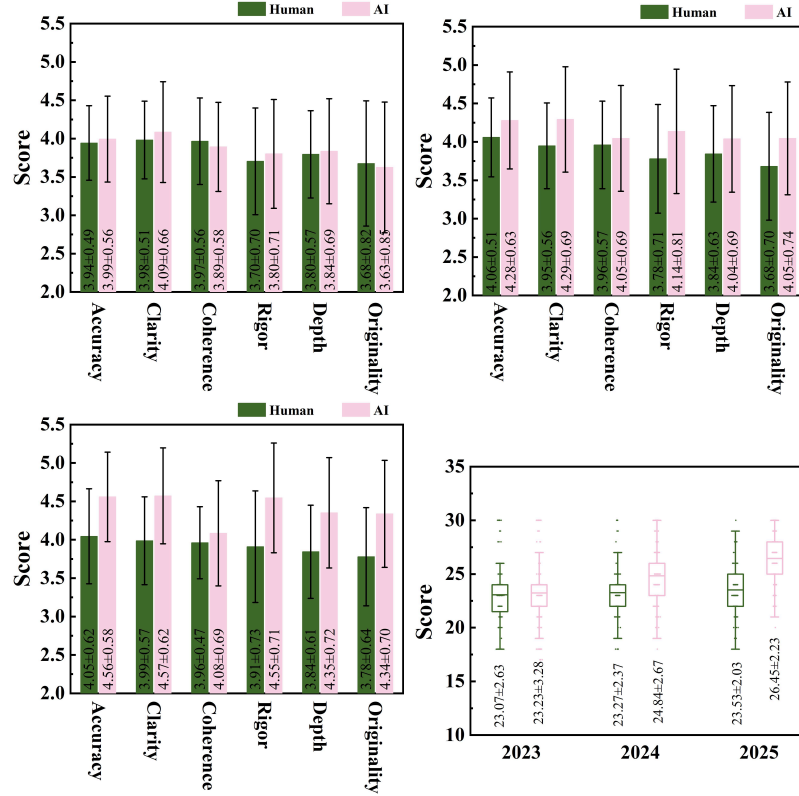 Human AI
5.5
5.0
4.5
4.0
3.5
3.0
2.5
2.0
Score
3.94±0.49
3.99±0.56
3.98±0.51
4.09±0.66
3.97±0.56
3.89±0.58
3.70±0.70
3.80±0.71
3.80±0.57
3.84±0.69
3.68±0.82
3.63±0.85
Accuracy
Clarity
Coherence
Rigor
Depth
Originality
Human AI
5.5
5.0
4.5
4.0
3.5
3.0
2.5
2.0
Score
4.06±0.51
4.28±0.63
3.95±0.56
4.29±0.69
3.96±0.57
4.05±0.69
3.78±0.71
4.14±0.81
3.84±0.63
4.04±0.69
3.68±0.70
4.05±0.74
Accuracy
Clarity
Coherence
Rigor
Depth
Originality
Human AI
5.5
5.0
4.5
4.0
3.5
3.0
2.5
2.0
Score
4.05±0.62
4.56±0.58
3.99±0.57
4.57±0.62
3.96±0.47
4.08±0.69
3.91±0.73
4.55±0.71
3.84±0.61
4.35±0.72
3.78±0.64
4.34±0.70
Accuracy
Clarity
Coherence
Rigor
Depth
Originality
35
30
25
20
15
10
Score
23.07±2.63
23.23±3.28
23.27±2.37
24.84±2.67
23.53±2.03
26.45±2.23
2023 2024 2025